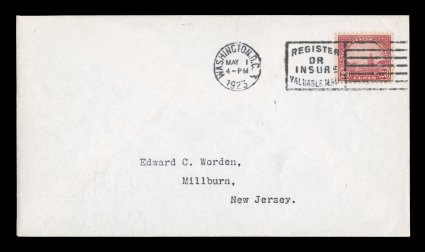 WASHINGTON, D.C.
MAY 1
4-PM
1923
REGISTER
OR
INSURE
VALUABLE MAIL
Edward C. Worden,
Millburn,
New Jersey.